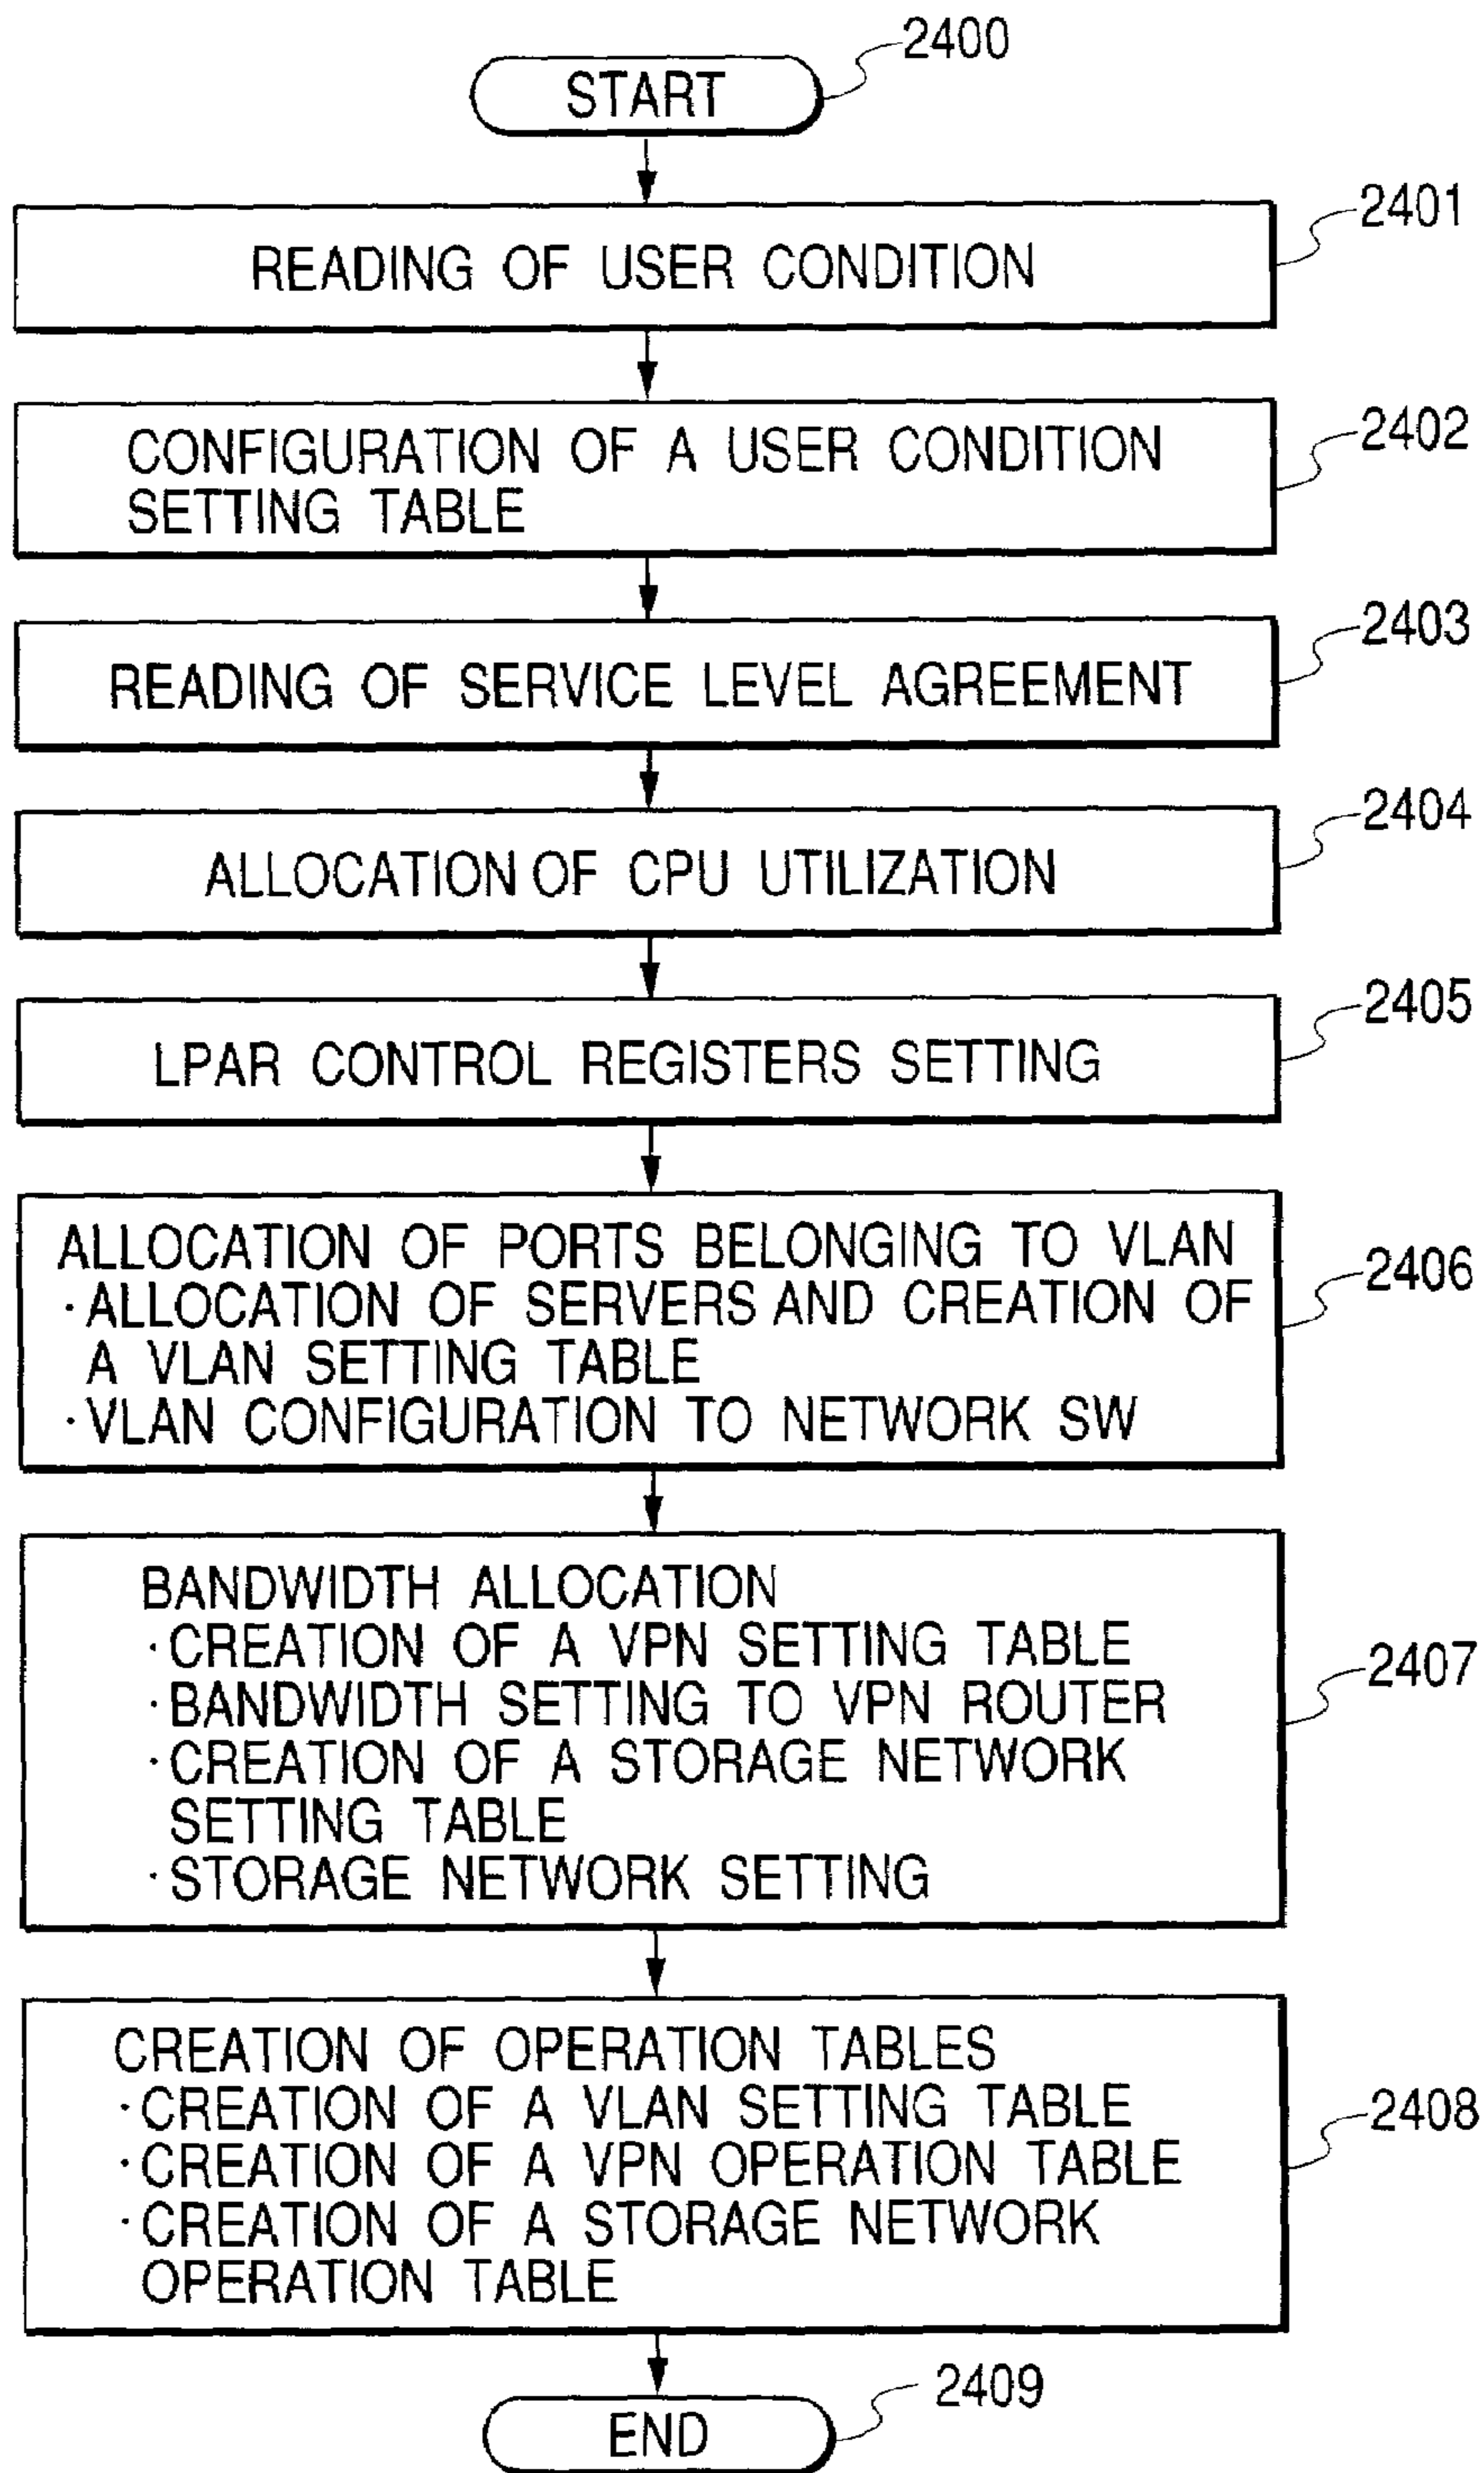 2400
START
2401
READING OF USER CONDITION
2402
CONFIGURATION OF A USER CONDITION
SETTING TABLE
2403
READING OF SERVICE LEVEL AGREEMENT
2404
ALLOCATION OF CPU UTILIZATION
2405
LPAR CONTROL REGISTERS SETTING
2406
ALLOCATION OF PORTS BELONGING TO VLAN
·ALLOCATION OF SERVERS AND CREATION OF
A VLAN SETTING TABLE
·VLAN CONFIGURATION TO NETWORK SW
2407
BANDWIDTH ALLOCATION
·CREATION OF A VPN SETTING TABLE
·BANDWIDTH SETTING TO VPN ROUTER
·CREATION OF A STORAGE NETWORK
SETTING TABLE
·STORAGE NETWORK SETTING
2408
CREATION OF OPERATION TABLES
·CREATION OF A VLAN SETTING TABLE
·CREATION OF A VPN OPERATION TABLE
·CREATION OF A STORAGE NETWORK
OPERATION TABLE
2409
END